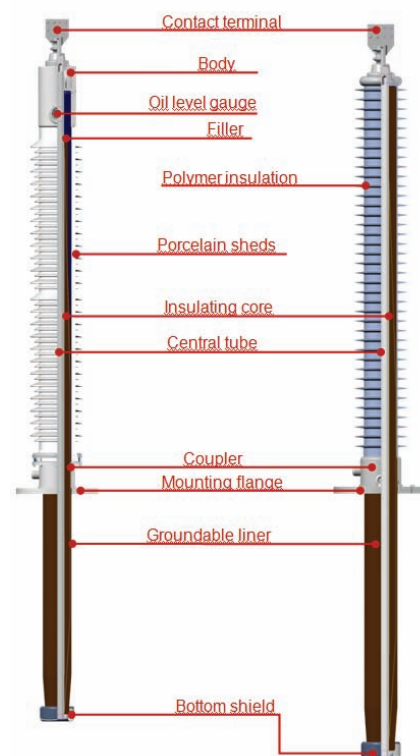 Contact terminal
Body
Oil level gauge
Filler
Polymer insulation
Porcelain sheds
Insulating core
Central tube
Coupler
Mounting flange
Groundable liner
Bottom shield